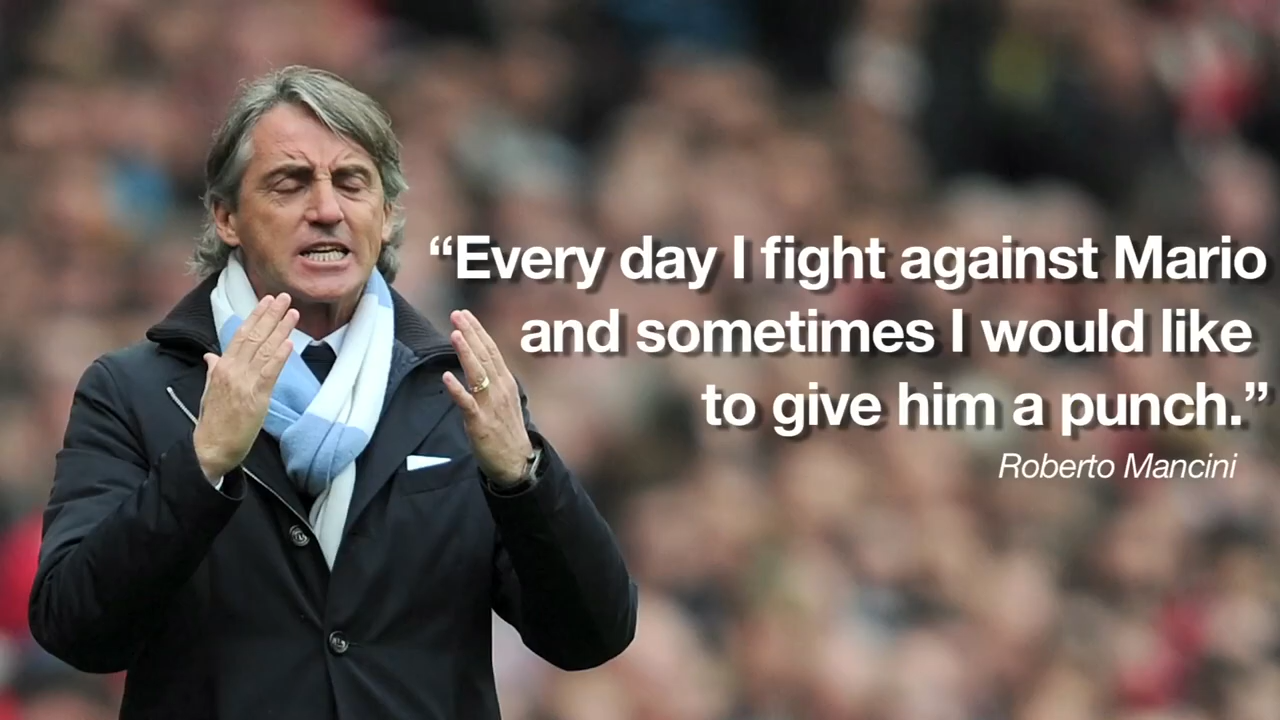 “Every day I fight against Mario
and sometimes I would like
to give him a punch.”
Roberto Mancini